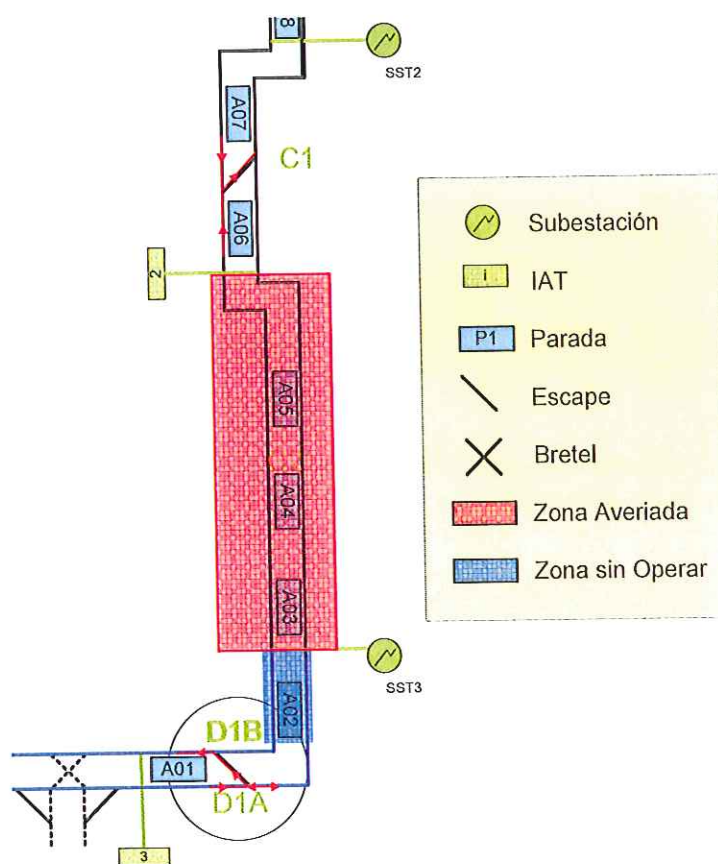 8
SST2
A07
C1
A06
2
A05
A04
A03
SST3
A02
D1B
A01
D1A
3
Subestación
i
IAT
P1
Parada
Escape
Bretel
Zona Averiada
Zona sin Operar